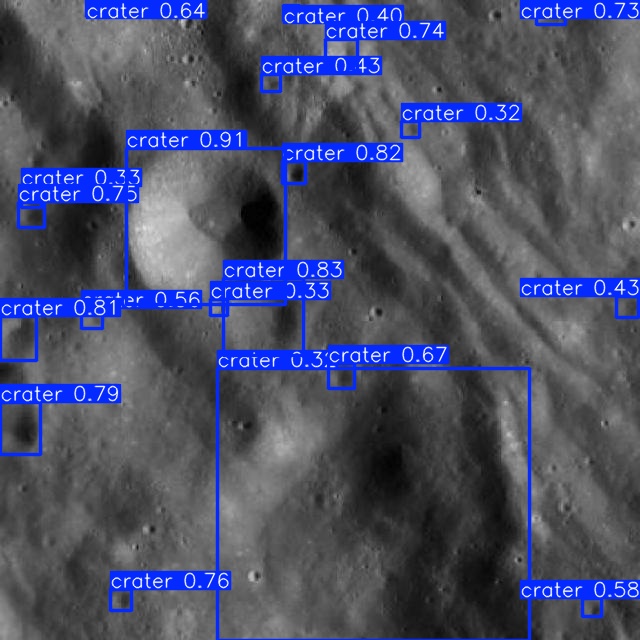 crater 0.64
crater 0.40
crater 0.73
crater 0.74
crater 0.43
crater 0.32
crater 0.91
crater 0.82
crater 0.33
crater 0.75
crater 0.83
crater 0.33
crater 0.43
crater 0.56
crater 0.81
crater 0.67
crater
crater 0.79
crater 0.76
crater 0.58